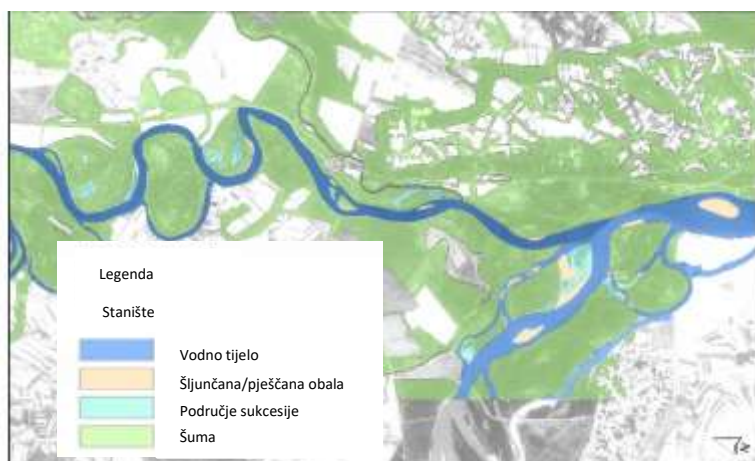 Legenda
Stanište
Vodno tijelo
Šljunčana/pješčana obala
Područje sukcesije
Šuma